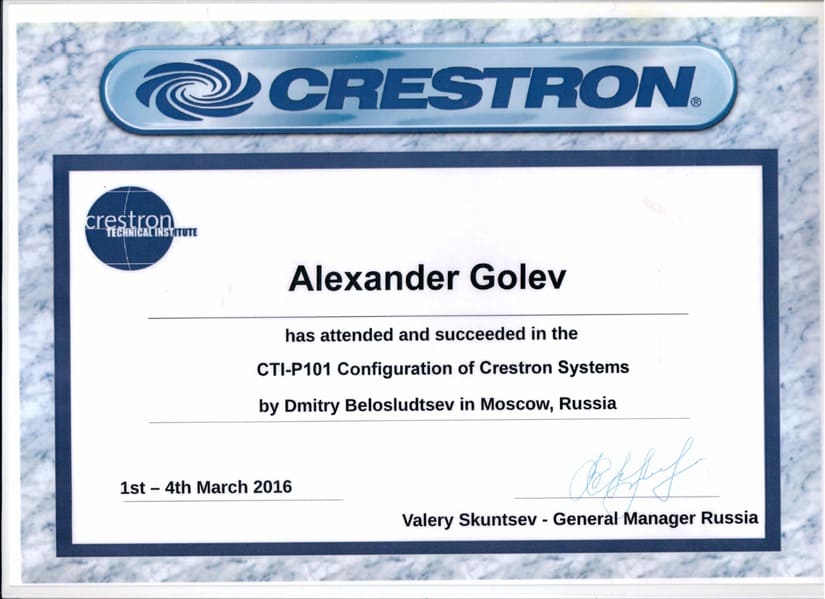 CRESTRON®
crestron
TECHNICAL INSTITUTE
Alexander Golev
has attended and succeeded in the
CTI-P101 Configuration of Crestron Systems
by Dmitry Belosludtsev in Moscow, Russia
1st – 4th March 2016
Valery Skuntsev - General Manager Russia